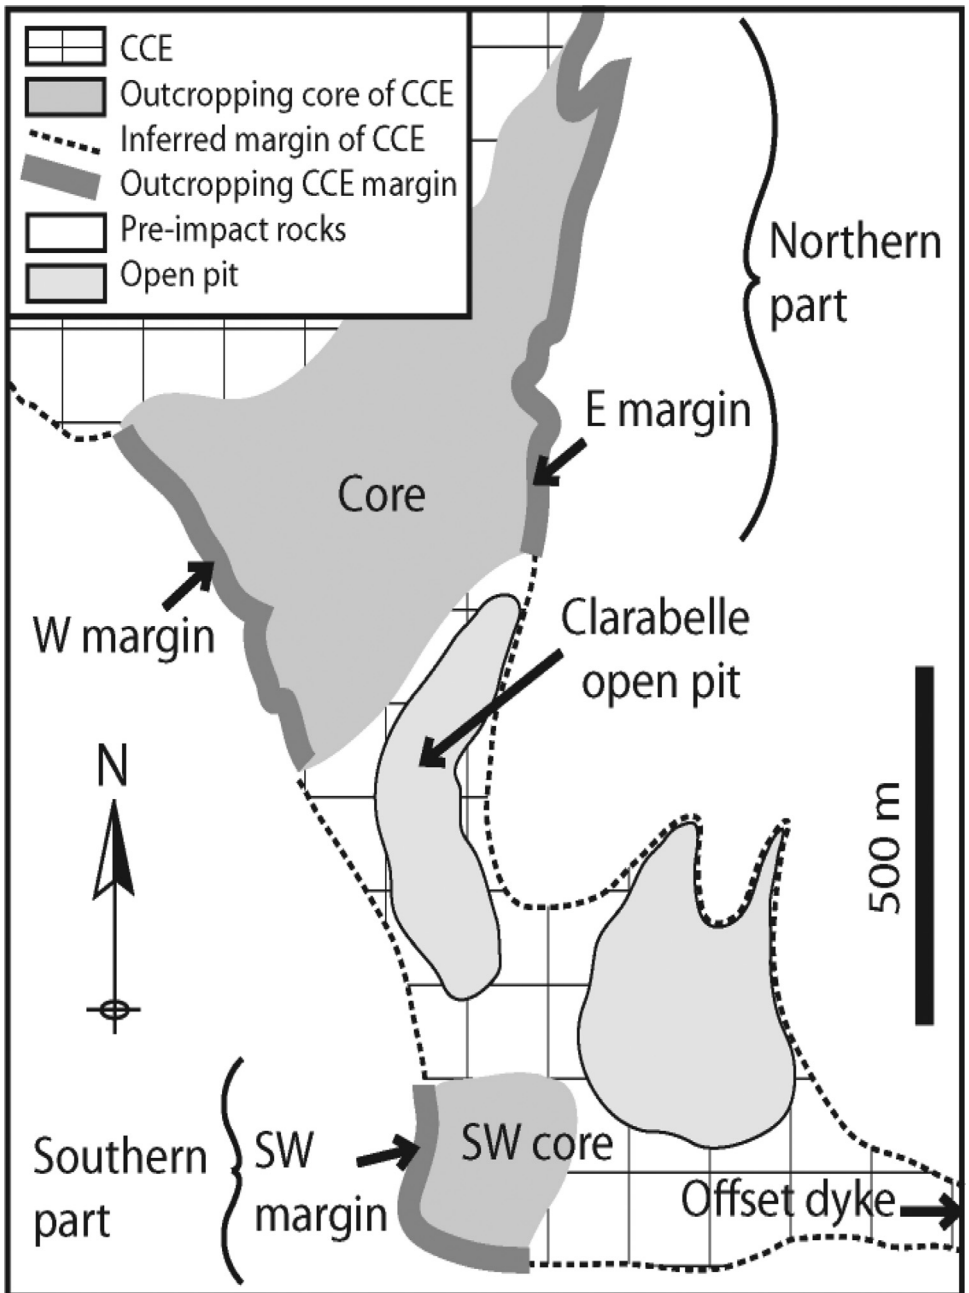 CCE
Outcropping core of CCE
Inferred margin of CCE
Outcropping CCE margin
Pre-impact rocks
Open pit
Northern
part
E margin
Core
W margin
Clarabelle
open pit
N
500 m
Southern
part
SW
margin
SW core
Offset dyke